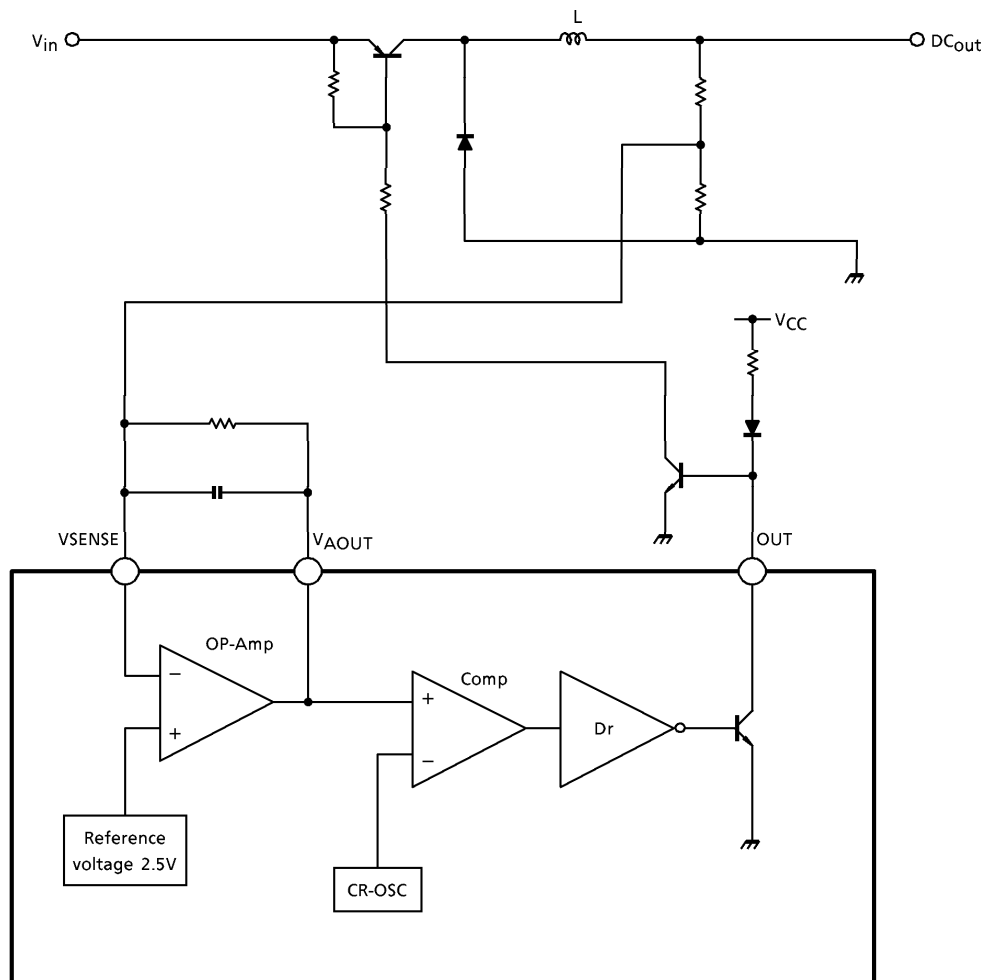 L
Vin
DCout
VCC
VSENSE
VAOUT
OUT
OP-Amp
−
+
Comp
+
−
Dr
Reference
voltage 2.5V
CR-OSC